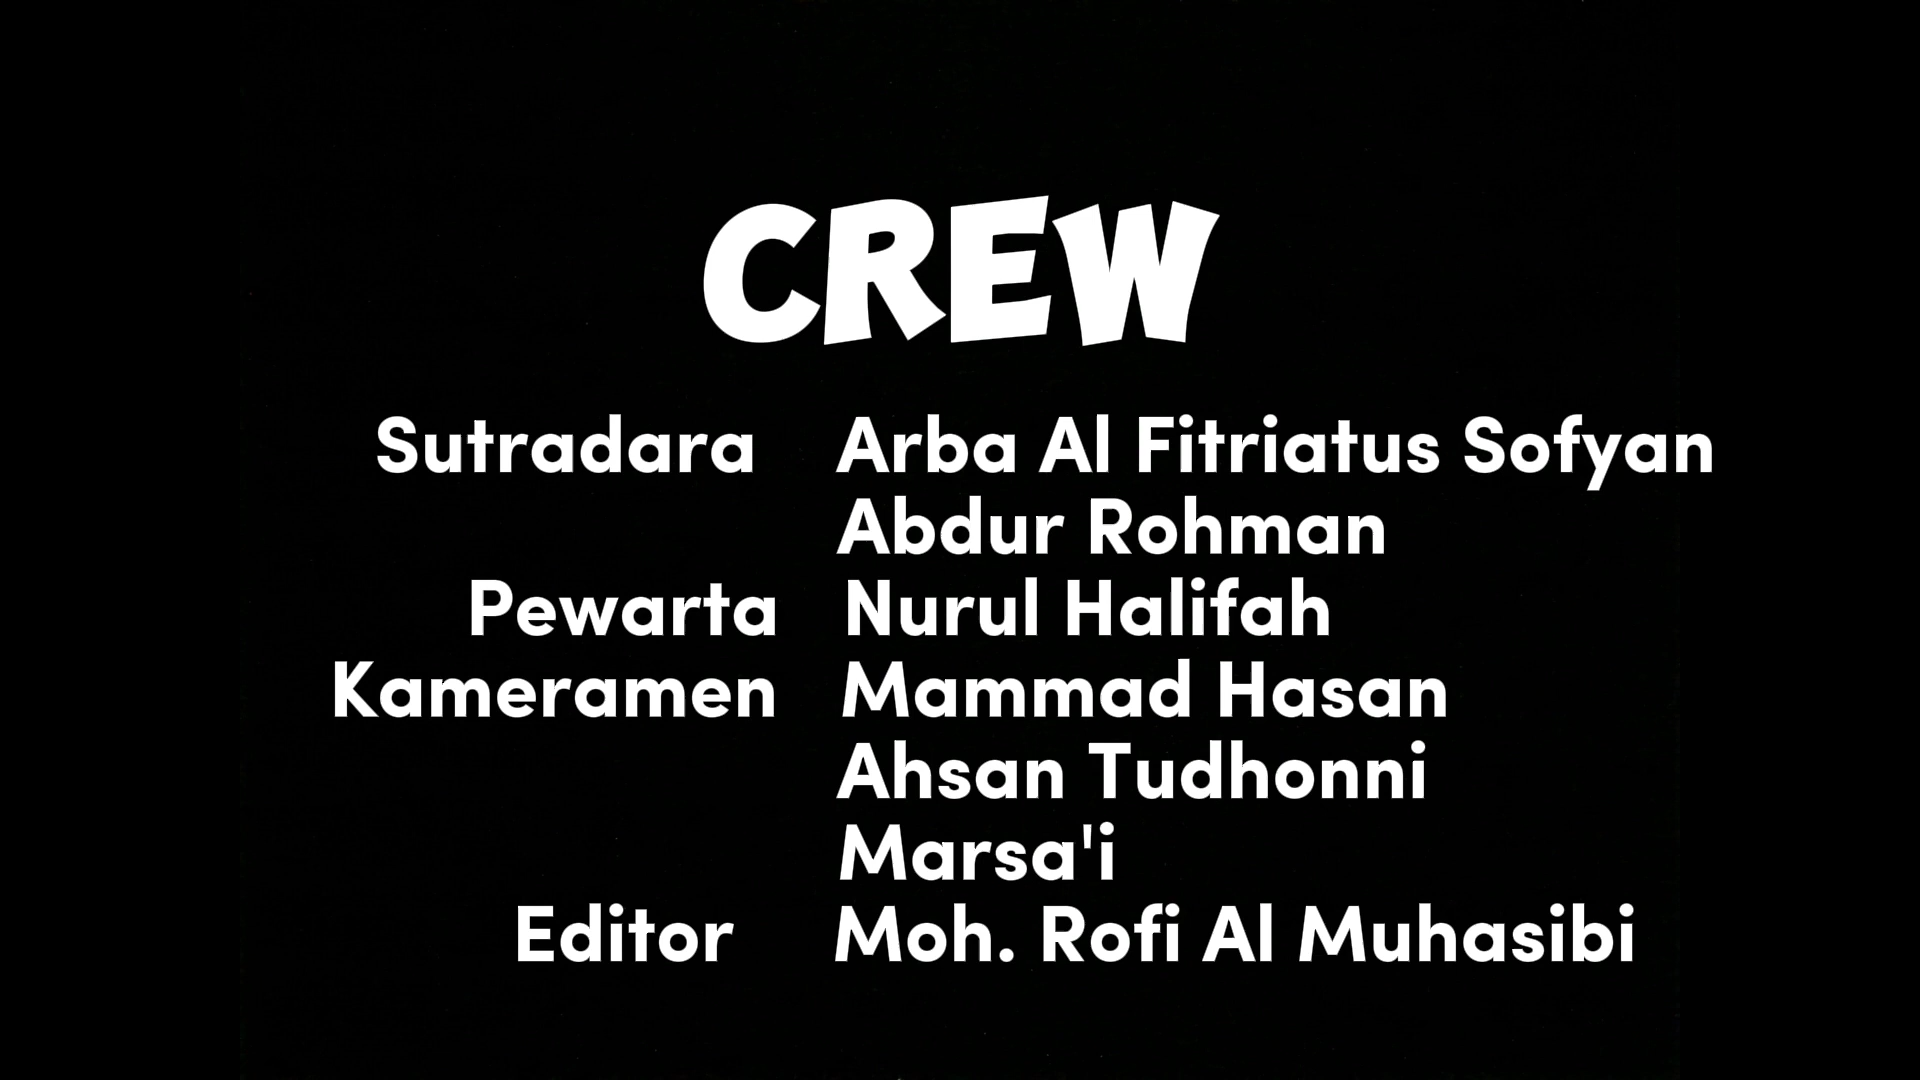 CREW
Sutradara Arba Al Fitriatus Sofyan
Abdur Rohman
Pewarta Nurul Halifah
Kameramen Mammad Hasan
Ahsan Tudhonni
Marsa'i
Editor Moh. Rofi Al Muhasibi